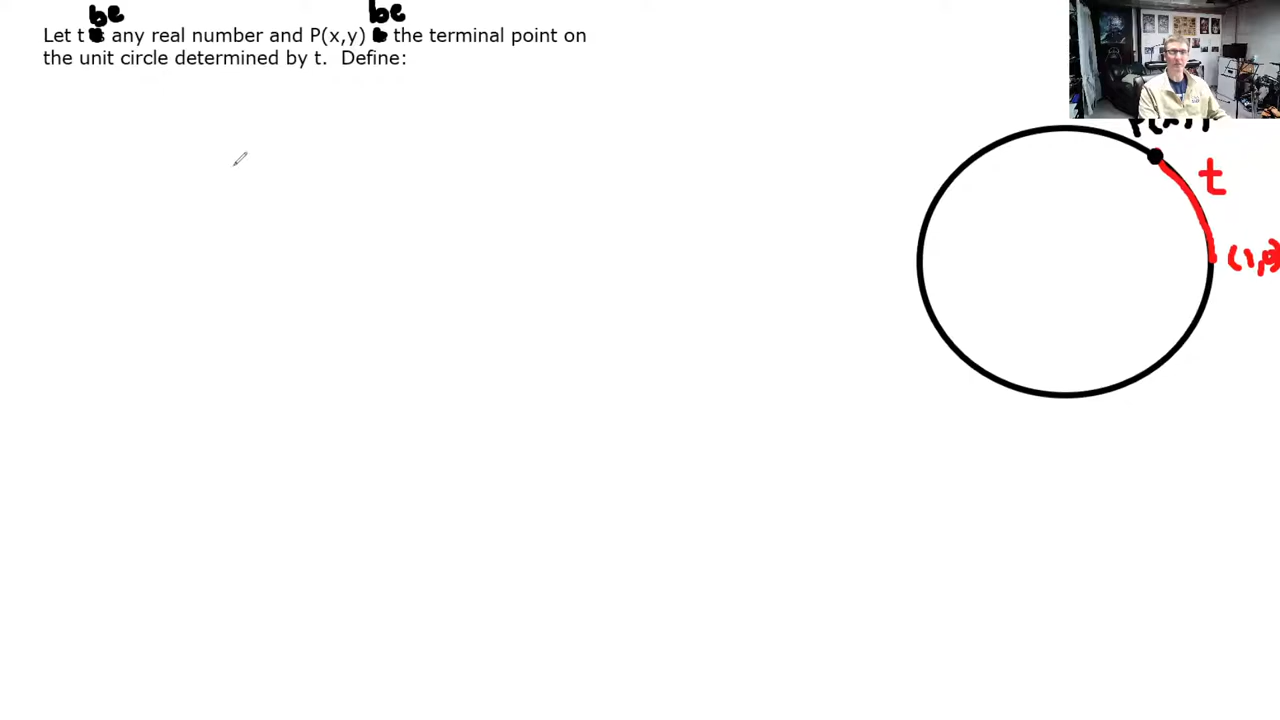 be be
Let t any real number and P(x,y) the terminal point on
the unit circle determined by t. Define:
t